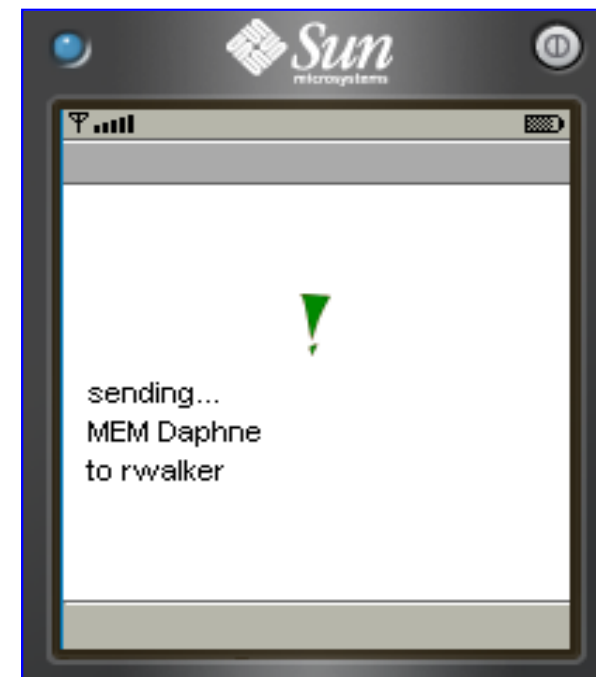 Sun
microsystems
sending...
MEM Daphne
to rwalker